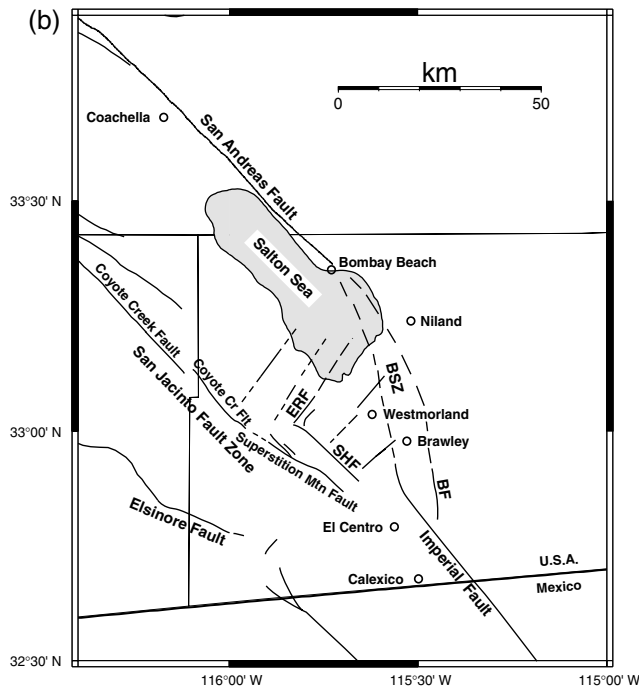 (b)
km
0
50
Coachella
San Andreas Fault
33°30' N
Salton Sea
Bombay Beach
Coyote Creek Fault
Niland
San Jacinto Fault Zone
Coyote Cr Flt
BSZ
ERF
Westmorland
33°00' N
Superstition Mtn Fault
SHF
Brawley
BF
Elsinore Fault
El Centro
Imperial Fault
U.S.A.
Calexico
Mexico
32°30' N
116°00' W
115°30' W
115°00' W